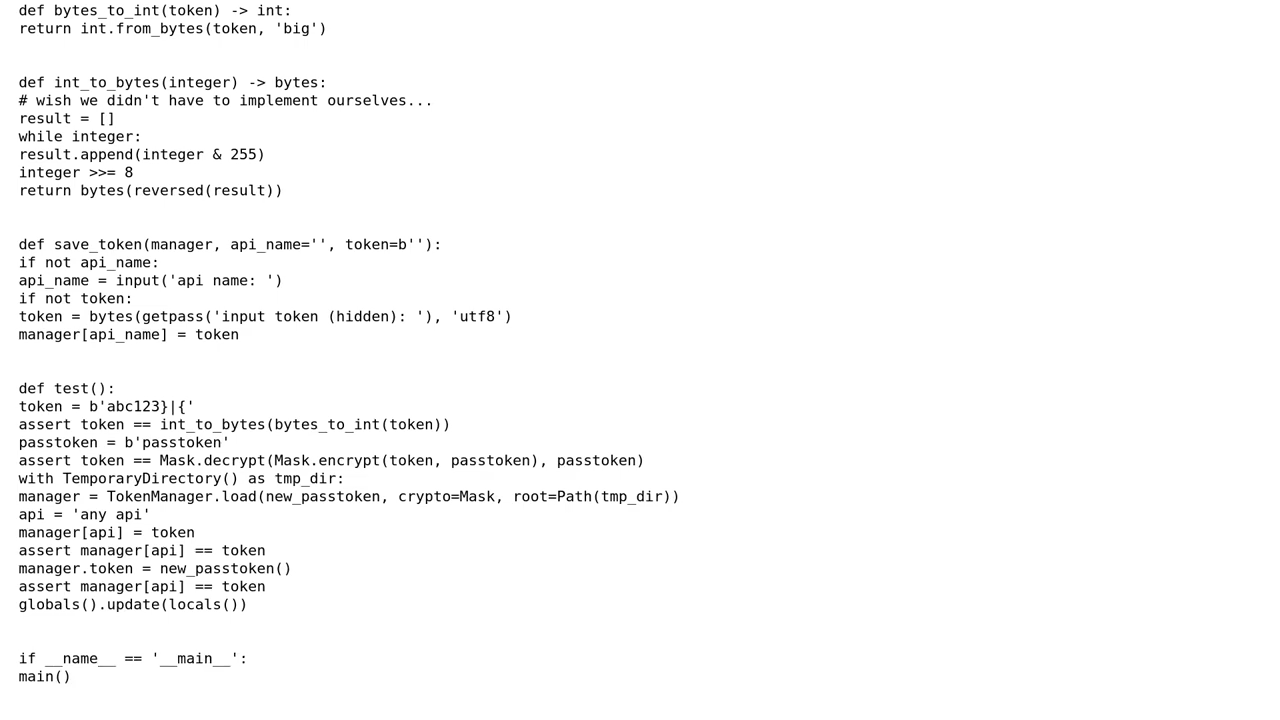 def bytes_to_int(token) -> int:
return int.from_bytes(token, 'big')
def int_to_bytes(integer) -> bytes:
# wish we didn't have to implement ourselves...
result = []
while integer:
result.append(integer & 255)
integer >>= 8
return bytes(reversed(result))
def save_token(manager, api_name='', token=b''):
if not api_name:
api_name = input('api name: ')
if not token:
token = bytes(getpass('input token (hidden): '), 'utf8')
manager[api_name] = token
def test():
token = b'abc123}|{'
assert token == int_to_bytes(bytes_to_int(token))
passtoken = b'passtoken'
assert token == Mask.decrypt(Mask.encrypt(token, passtoken), passtoken)
with TemporaryDirectory() as tmp_dir:
manager = TokenManager.load(new_passtoken, crypto=Mask, root=Path(tmp_dir))
api = 'any api'
manager[api] = token
assert manager[api] == token
manager.token = new_passtoken()
assert manager[api] == token
globals().update(locals())
if __name__ == '__main__':
main()